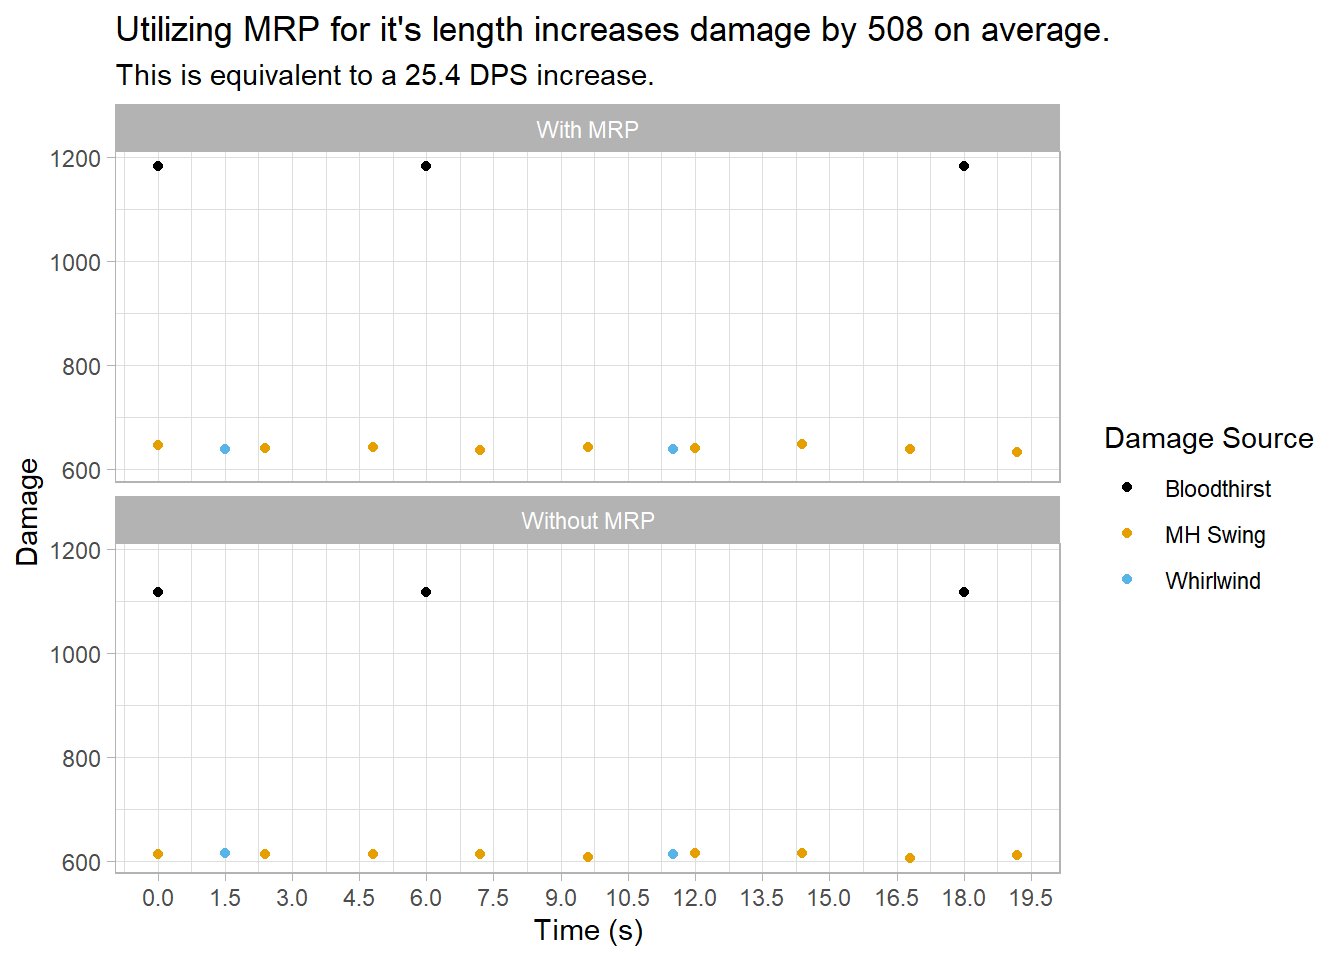 Utilizing MRP for it's length increases damage by 508 on average.
This is equivalent to a 25.4 DPS increase.
With MRP
1200
1000
800
600
Damage
Without MRP
1200
1000
800
600
0.0 1.5 3.0 4.5 6.0 7.5 9.0 10.5 12.0 13.5 15.0 16.5 18.0 19.5
Time (s)
Damage Source
Bloodthirst
MH Swing
Whirlwind